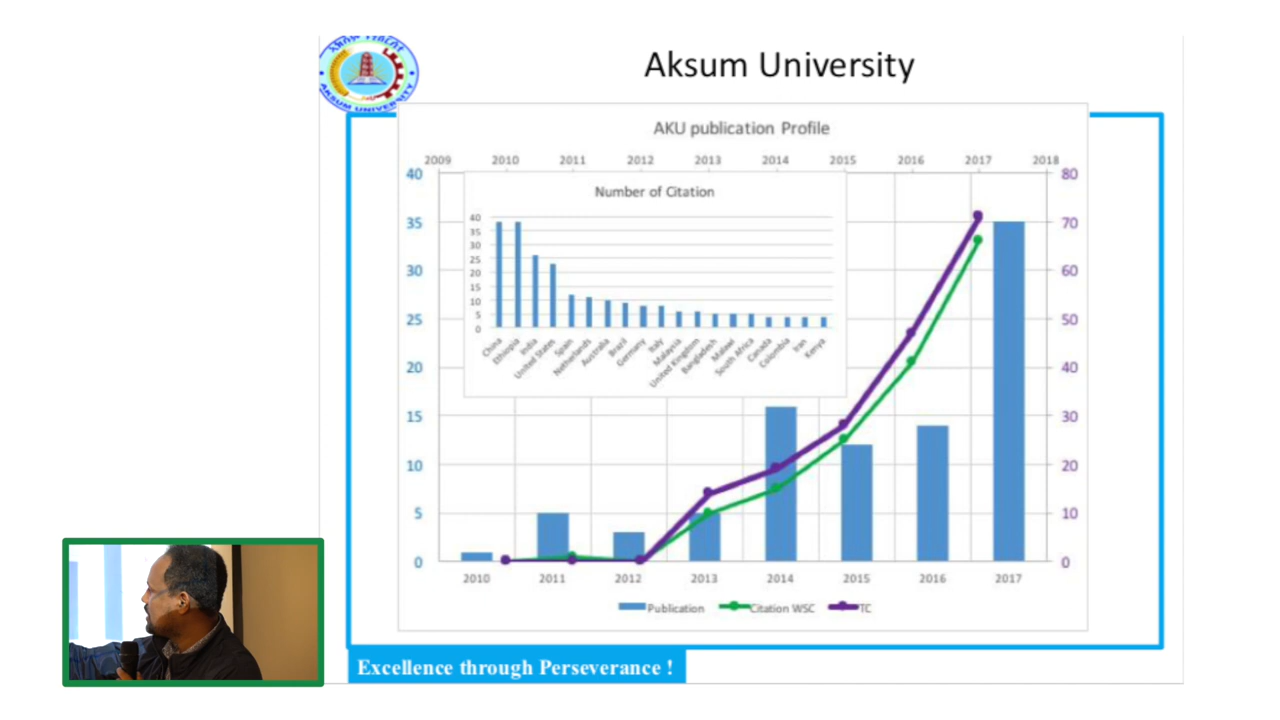 Aksum University
AKSUM UNIVERSITY
AKU publication Profile
2009 2010 2011 2012 2013 2014 2015 2016 2017 2018
40 80
35 70
30 60
25 50
20 40
15 30
10 20
5 10
0 0
Number of Citation
40
35
30
25
20
15
10
5
0
China
Ethiopia
India
United States
Spain
Netherlands
Australia
Brazil
Germany
Italy
Malaysia
United Kingdom
Bangladesh
Malawi
South Africa
Canada
Colombia
Iran
Kenya
2010 2011 2012 2013 2014 2015 2016 2017
Publication Citation WSC TC
Excellence through Perseverance !